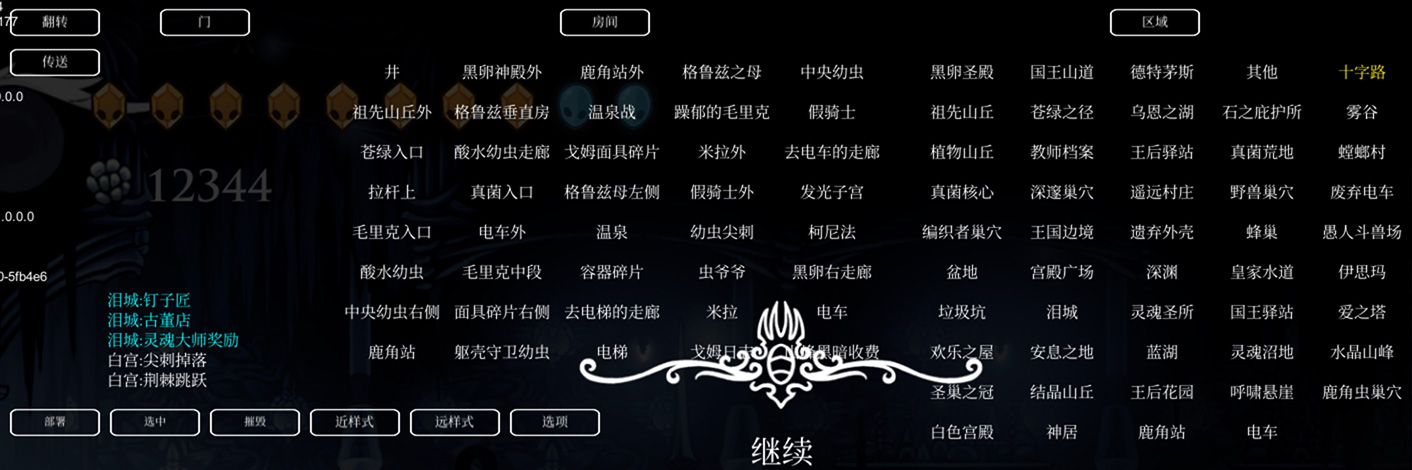 4
177
翻转 门 房间 区域
传送
井 黑卵神殿外 鹿角站外 格鲁兹之母 中央幼虫 黑卵圣殿 国王山道 德特茅斯 其他 十字路
0.0.0
祖先山丘外 格鲁兹垂直房 温泉战 躁郁的毛里克 假骑士 祖先山丘 苍绿之径 乌恩之湖 石之庇护所 雾谷
苍绿入口 酸水幼虫走廊 戈姆面具碎片 米拉外 去电车的走廊 植物山丘 教师档案 王后驿站 真菌荒地 螳螂村
12344
拉杆上 真菌入口 格鲁兹母左侧 假骑士外 发光子宫 真菌核心 深邃巢穴 遥远村庄 野兽巢穴 废弃电车
.0.0.0
毛里克入口 电车外 温泉 幼虫尖刺 柯尼法 编织者巢穴 王国边境 遗弃外壳 蜂巢 愚人斗兽场
0-5fb4e6
酸水幼虫 毛里克中段 容器碎片 虫爷爷 黑卵右走廊 盆地 宫殿广场 深渊 皇家水道 伊思玛
泪城:钉子匠
中央幼虫右侧 面具碎片右侧 去电梯的走廊 米拉 电车 垃圾坑 泪城 灵魂圣所 国王驿站 爱之塔
泪城:古董店
泪城:灵魂大师奖励
鹿角站 躯壳守卫幼虫 电梯 戈姆日 黑暗收费 欢乐之屋 安息之地 蓝湖 灵魂沼地 水晶山峰
白宫:尖刺掉落
白宫:荆棘跳跃
圣巢之冠 结晶山丘 王后花园 呼啸悬崖 鹿角虫巢穴
部署 选中 摧毁 近样式 远样式 选项
白色宫殿 神居 鹿角站 电车
继续